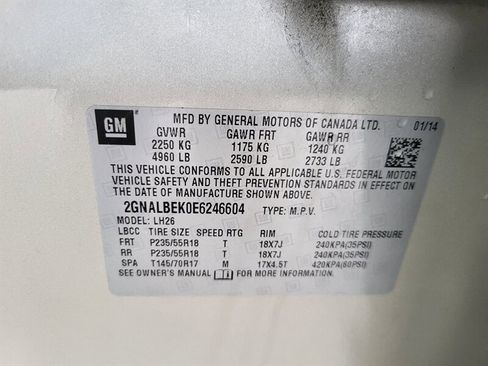 GM
MFD BY GENERAL MOTORS OF CANADA LTD. 01/14
GVWR GAWR FRT GAWR RR
2250 KG 1175 KG 1240 KG
4960 LB 2590 LB 2733 LB
THIS VEHICLE CONFORMS TO ALL APPLICABLE U.S. FEDERAL MOTOR
VEHICLE SAFETY AND THEFT PREVENTION STANDARDS IN EFFECT ON THE
DATE OF MANUFACTURE SHOWN ABOVE.
2GNALBEK0E6246604 TYPE: M.P.V.
MODEL: LH26
LBCC TIRE SIZE SPEED RTG RIM COLD TIRE PRESSURE
FRT P235/55R18 T 18X7J 240KPA(35PSI)
RR P235/55R18 T 18X7J 240KPA(35PSI)
SPA T145/70R17 M 17X4.5T 420KPA(60PSI)
SEE OWNER'S MANUAL FOR MORE INFORMATION.